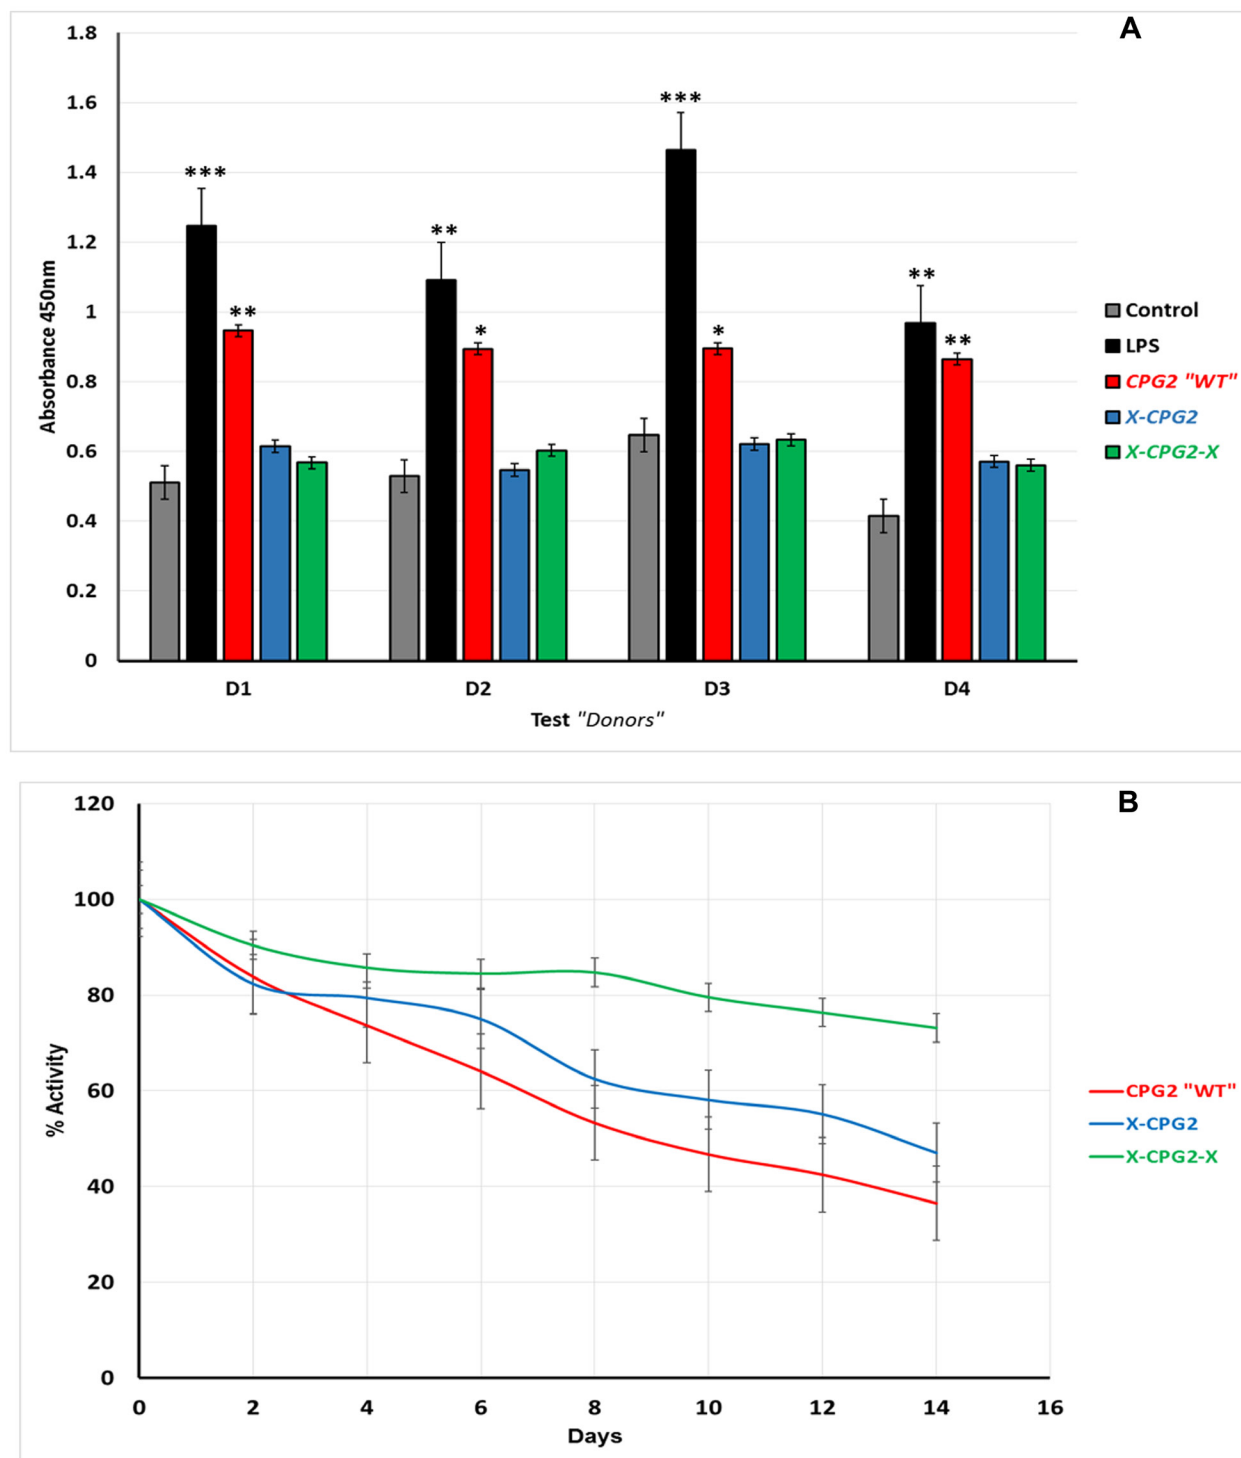 A
1.8
1.6
1.4
1.2
1
0.8
0.6
0.4
0.2
0
Absorbance 450nm
***
**
**
*
***
*
**
**
D1 D2 D3 D4
Test "Donors"
Control
LPS
CPG2 "WT"
X-CPG2
X-CPG2-X
B
120
100
80
60
40
20
0
% Activity
0 2 4 6 8 10 12 14 16
Days
CPG2 "WT"
X-CPG2
X-CPG2-X